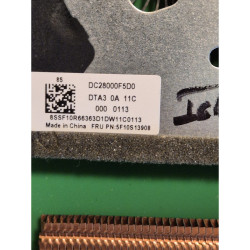 85
DC28000F5D0
DTA3 0A 11C
000 0113
8SSF10R66363D1DW11C0113
Made in China FRU PN:5F10S13908